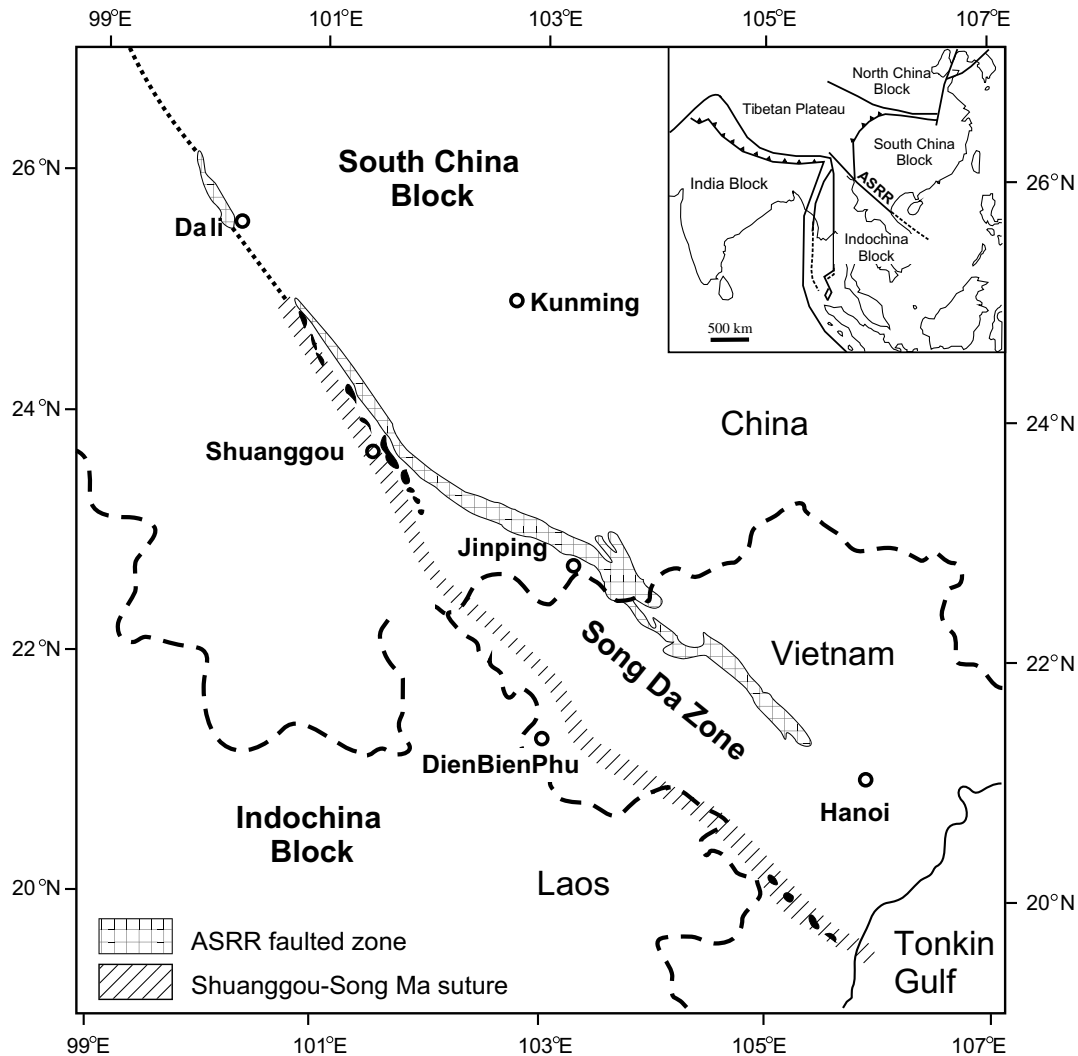 99°E 101°E 103°E 105°E 107°E
North China
Block
Tibetan Plateau
South China
Block
India Block
ASRR
Indochina
Block
500 km
26°N
26°N
South China
Block
Dali
Kunming
24°N
24°N
China
Shuanggou
Jinping
22°N
22°N
Song Da Zone
Vietnam
DienBienPhu
Hanoi
Indochina
Block
Laos
20°N
20°N
Tonkin
Gulf
ASRR faulted zone
Shuanggou-Song Ma suture
99°E 101°E 103°E 105°E 107°E